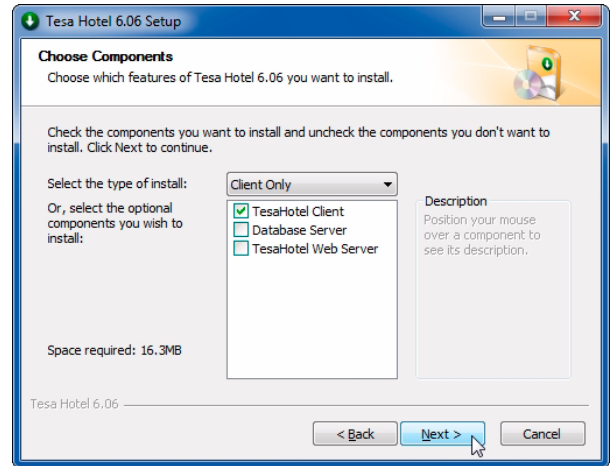 Tesa Hotel 6.06 Setup
Choose Components
Choose which features of Tesa Hotel 6.06 you want to install.
Check the components you want to install and uncheck the components you don't want to
install. Click Next to continue.
Select the type of install:
Client Only
Or, select the optional
components you wish to
install:
TesaHotel Client
Database Server
TesaHotel Web Server
Description
Position your mouse
over a component to
see its description.
Space required: 16.3MB
Tesa Hotel 6.06
< Back
Next >
Cancel